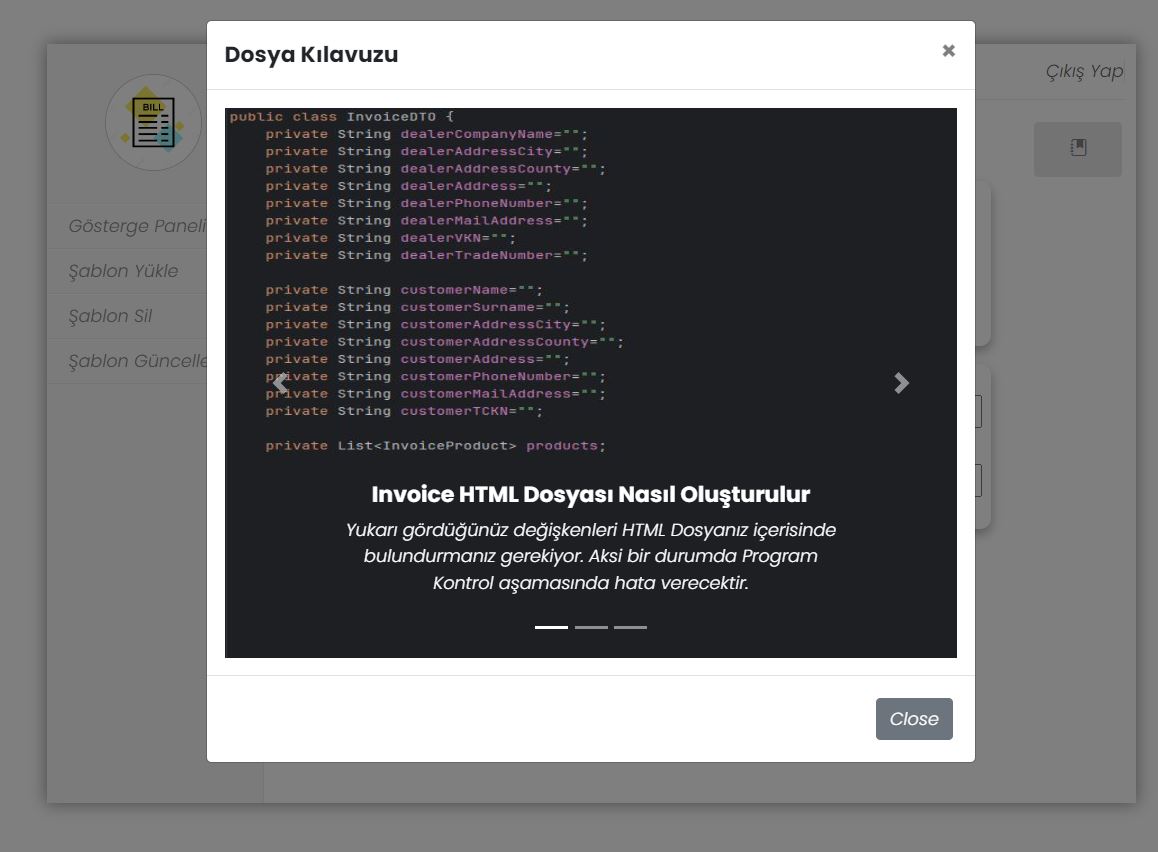 Dosya Kılavuzu
×
Çıkış Yap
BILL
Gösterge Paneli
Şablon Yükle
Şablon Sil
Şablon Güncelle
public class InvoiceDTO {
private String dealerCompanyName="";
private String dealerAddressCity="";
private String dealerAddressCounty="";
private String dealerAddress="";
private String dealerPhoneNumber="";
private String dealerMailAddress="";
private String dealerVKN="";
private String dealerTradeNumber="";
private String customerName="";
private String customerSurname="";
private String customerAddressCity="";
private String customerAddressCounty="";
private String customerAddress="";
private String customerPhoneNumber="";
private String customerMailAddress="";
private String customerTCKN="";
private List<InvoiceProduct> products;
Invoice HTML Dosyası Nasıl Oluşturulur
Yukarı gördüğünüz değişkenleri HTML Dosyanız içerisinde
bulundurmanız gerekiyor. Aksi bir durumda Program
Kontrol aşamasında hata verecektir.
Close